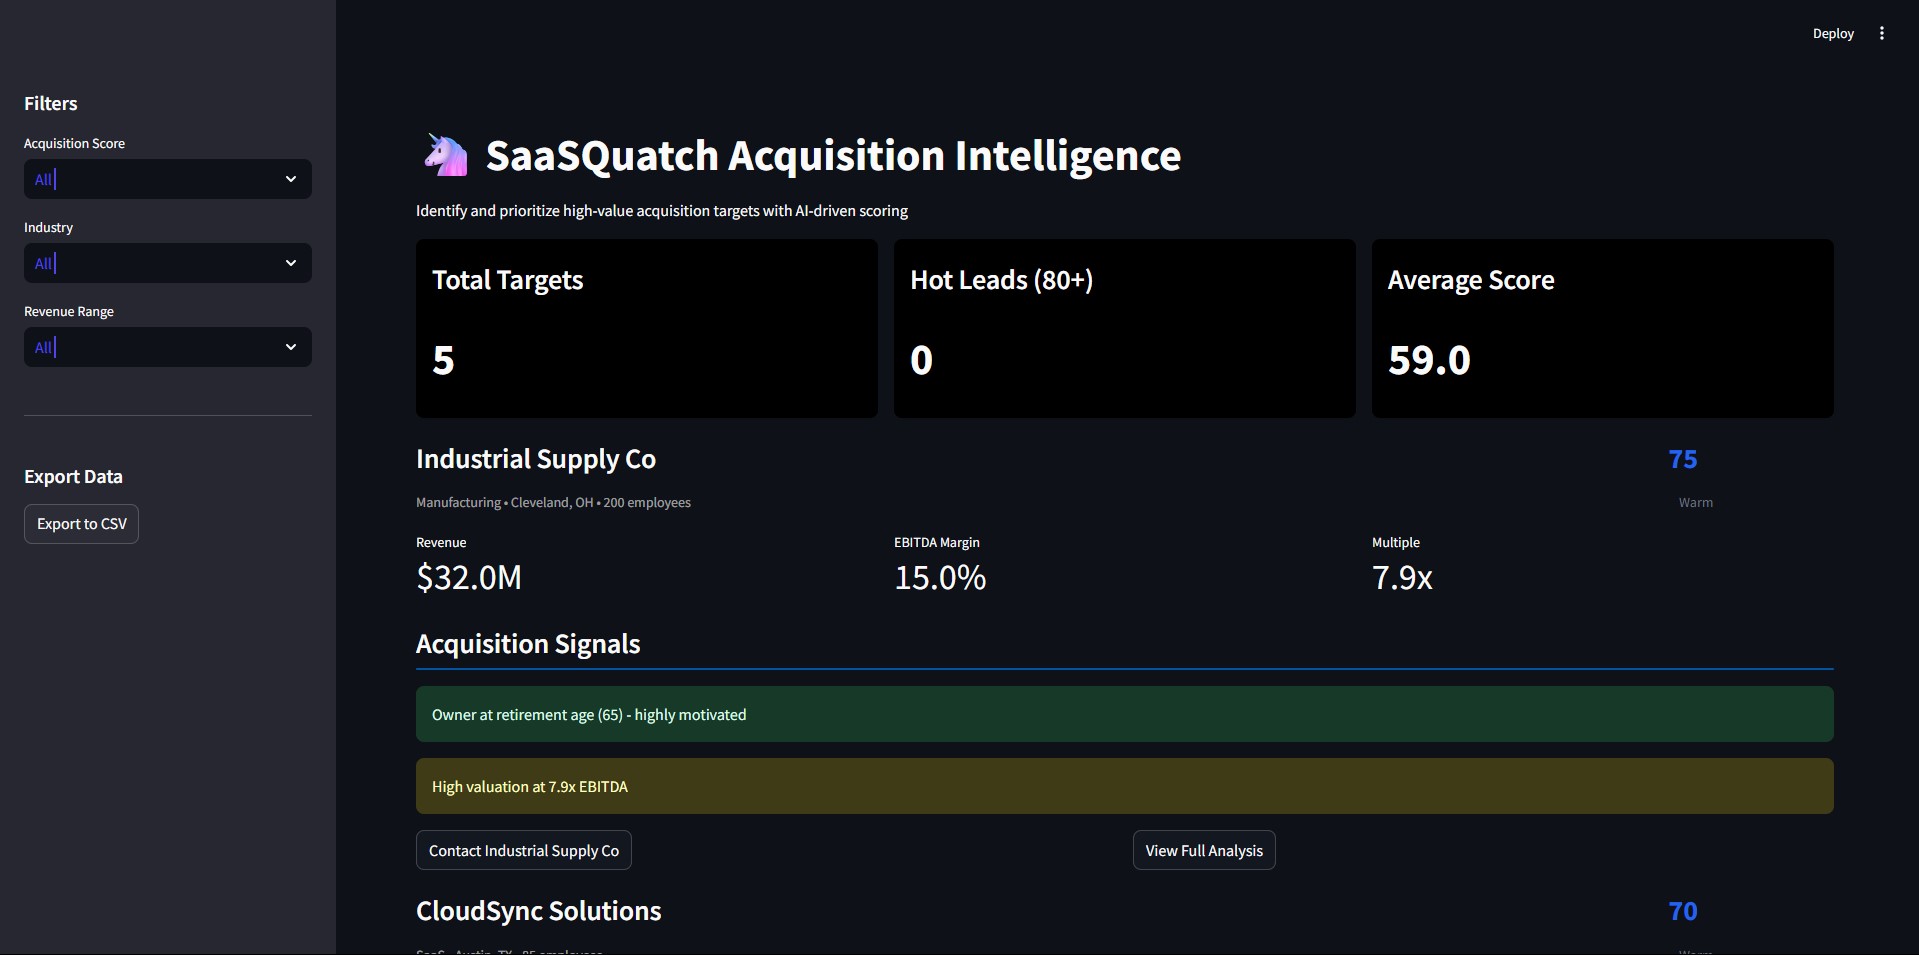 Deploy
Filters
Acquisition Score
All
Industry
All
Revenue Range
All
Export Data
Export to CSV
SaaSQuatch Acquisition Intelligence
Identify and prioritize high-value acquisition targets with AI-driven scoring
Total Targets
5
Hot Leads (80+)
0
Average Score
59.0
Industrial Supply Co
75
Manufacturing • Cleveland, OH • 200 employees
Warm
Revenue
$32.0M
EBITDA Margin
15.0%
Multiple
7.9x
Acquisition Signals
Owner at retirement age (65) - highly motivated
High valuation at 7.9x EBITDA
Contact Industrial Supply Co
View Full Analysis
CloudSync Solutions
70